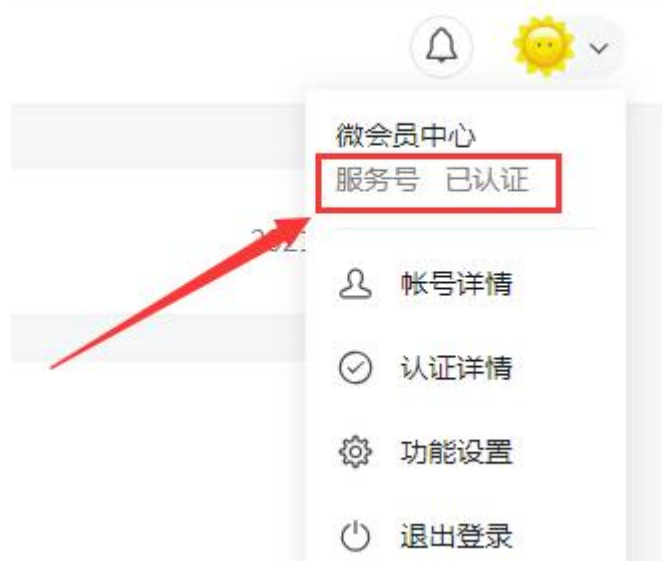 微会员中心
服务号 已认证
帐号详情
认证详情
功能设置
退出登录